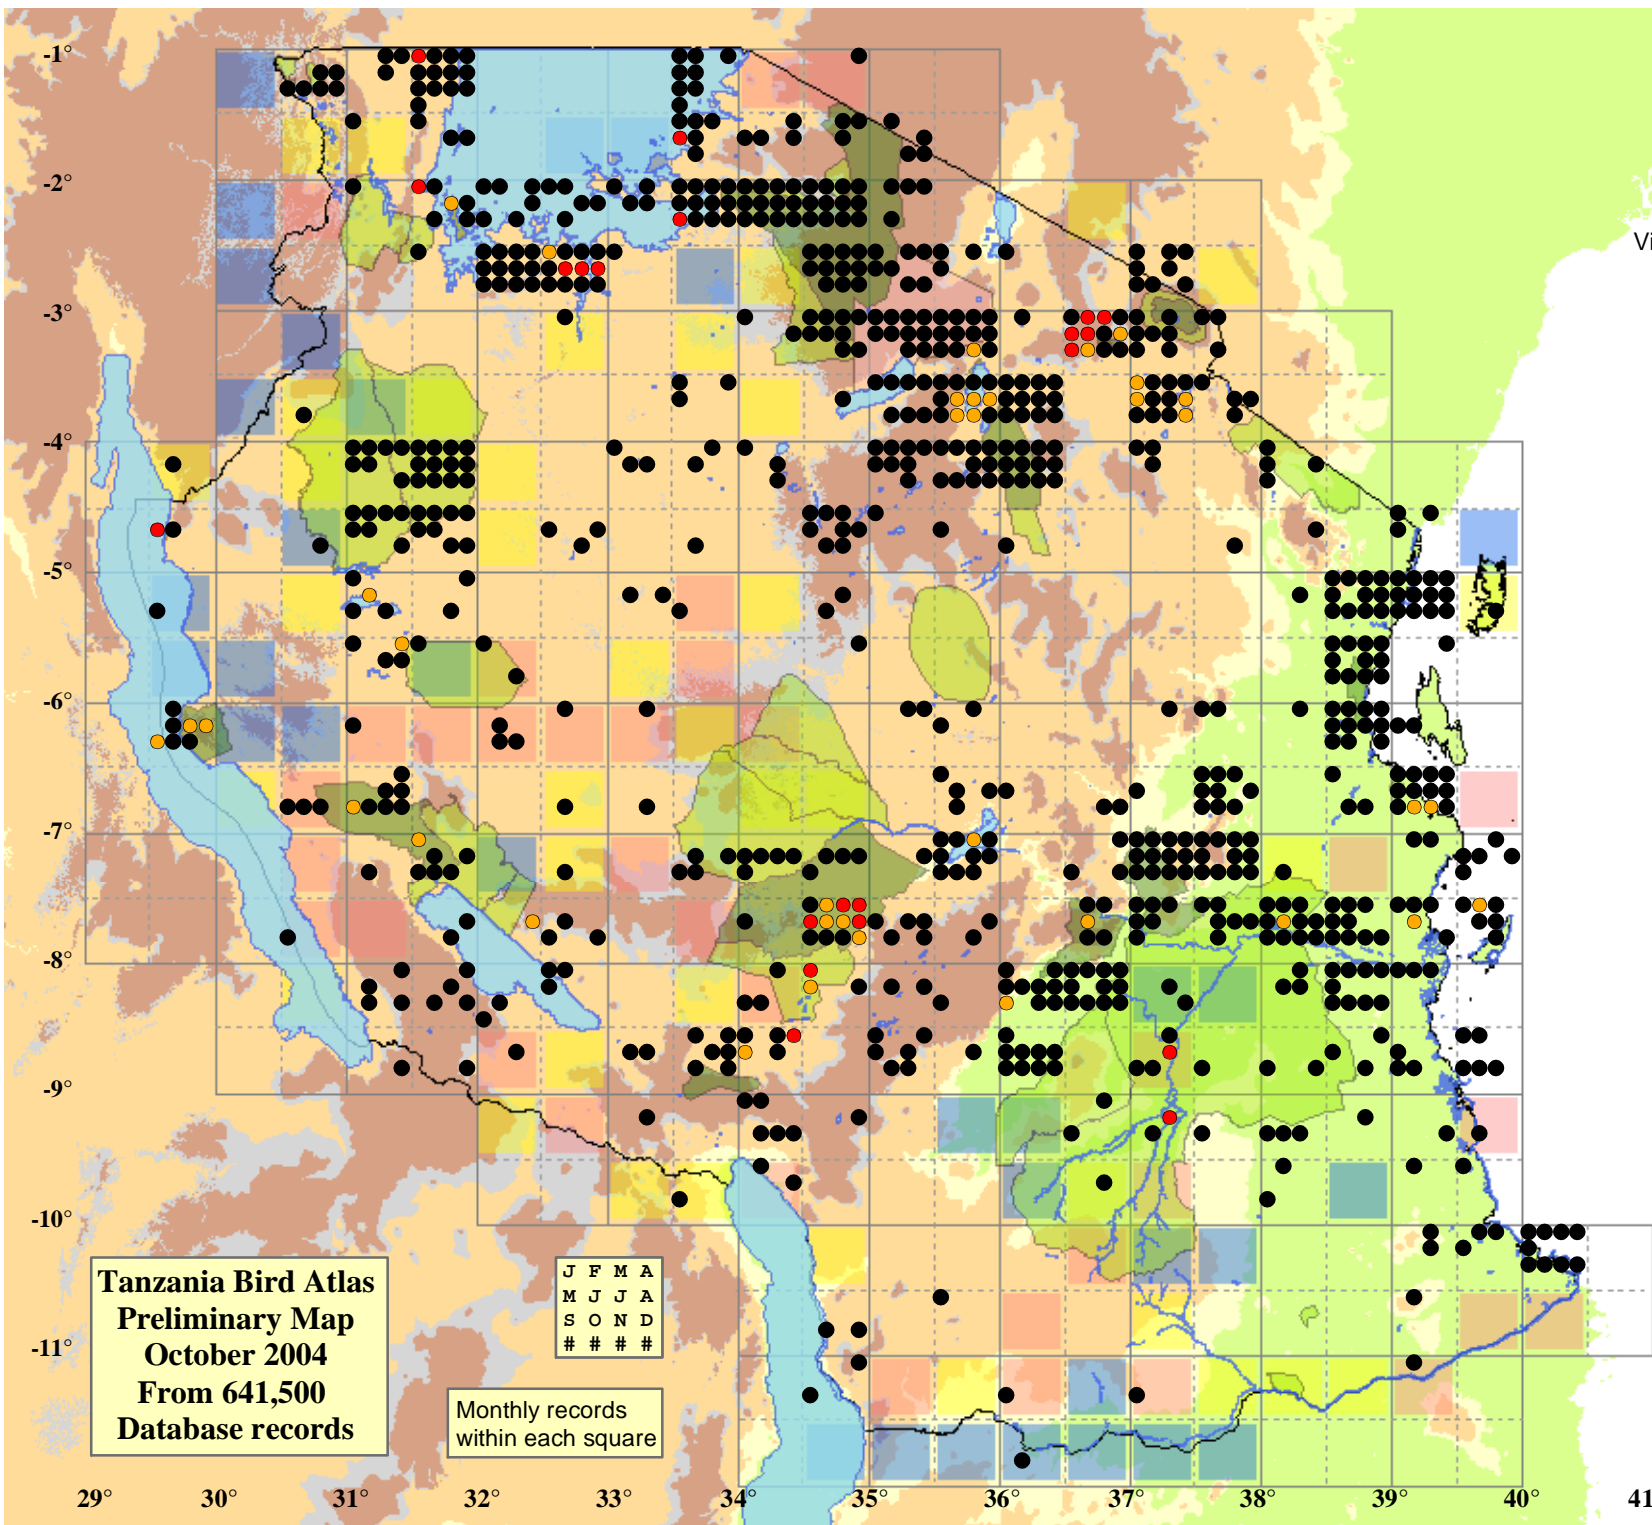 -1°
-2°
Vi
-3°
-4°
-5°
-6°
-7°
-8°
-9°
-10°
-11°
Tanzania Bird Atlas
Preliminary Map
October 2004
From 641,500
Database records
J F M A
M J J A
S O N D
# # # #
Monthly records
within each square
29° 30° 31° 32° 33° 34° 35° 36° 37° 38° 39° 40° 41